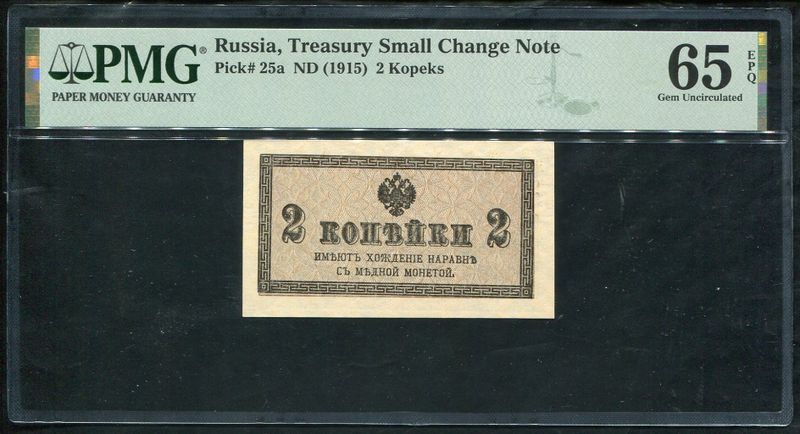 PMG®
PAPER MONEY GUARANTY
Russia, Treasury Small Change Note
Pick# 25a ND (1915) 2 Kopeks
65 EPQ
Gem Uncirculated
2 КОПѢЙКИ 2
ИМѢЮТЪ ХОЖДЕНІЕ НАРАВНѢ
СЪ МѢДНОЙ МОНЕТОЙ.